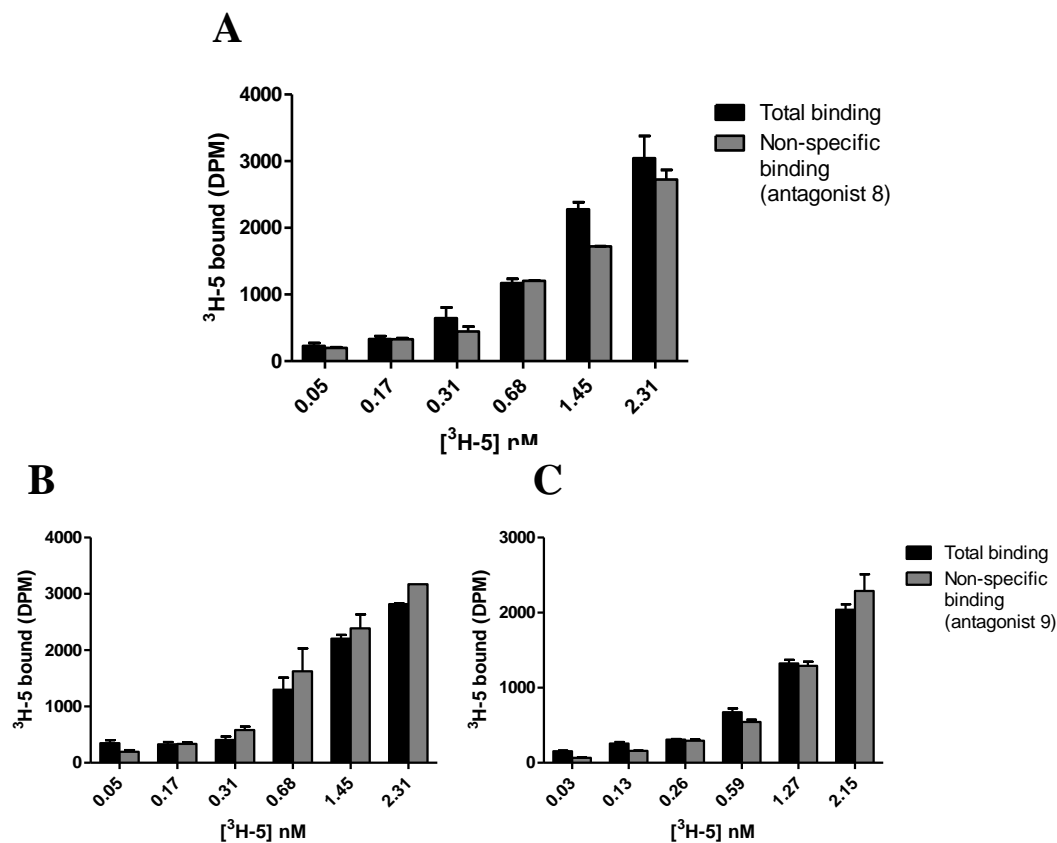 A
4000
3000
2000
1000
0
³H-5 bound (DPM)
0.05
0.17
0.31
0.68
1.45
2.31
[³H-5] nM
Total binding
Non-specific
binding
(antagonist 8)
B
4000
3000
2000
1000
0
³H-5 bound (DPM)
0.05
0.17
0.31
0.68
1.45
2.31
[³H-5] nM
C
3000
2000
1000
0
³H-5 bound (DPM)
0.03
0.13
0.26
0.59
1.27
2.15
[³H-5] nM
Total binding
Non-specific
binding
(antagonist 9)